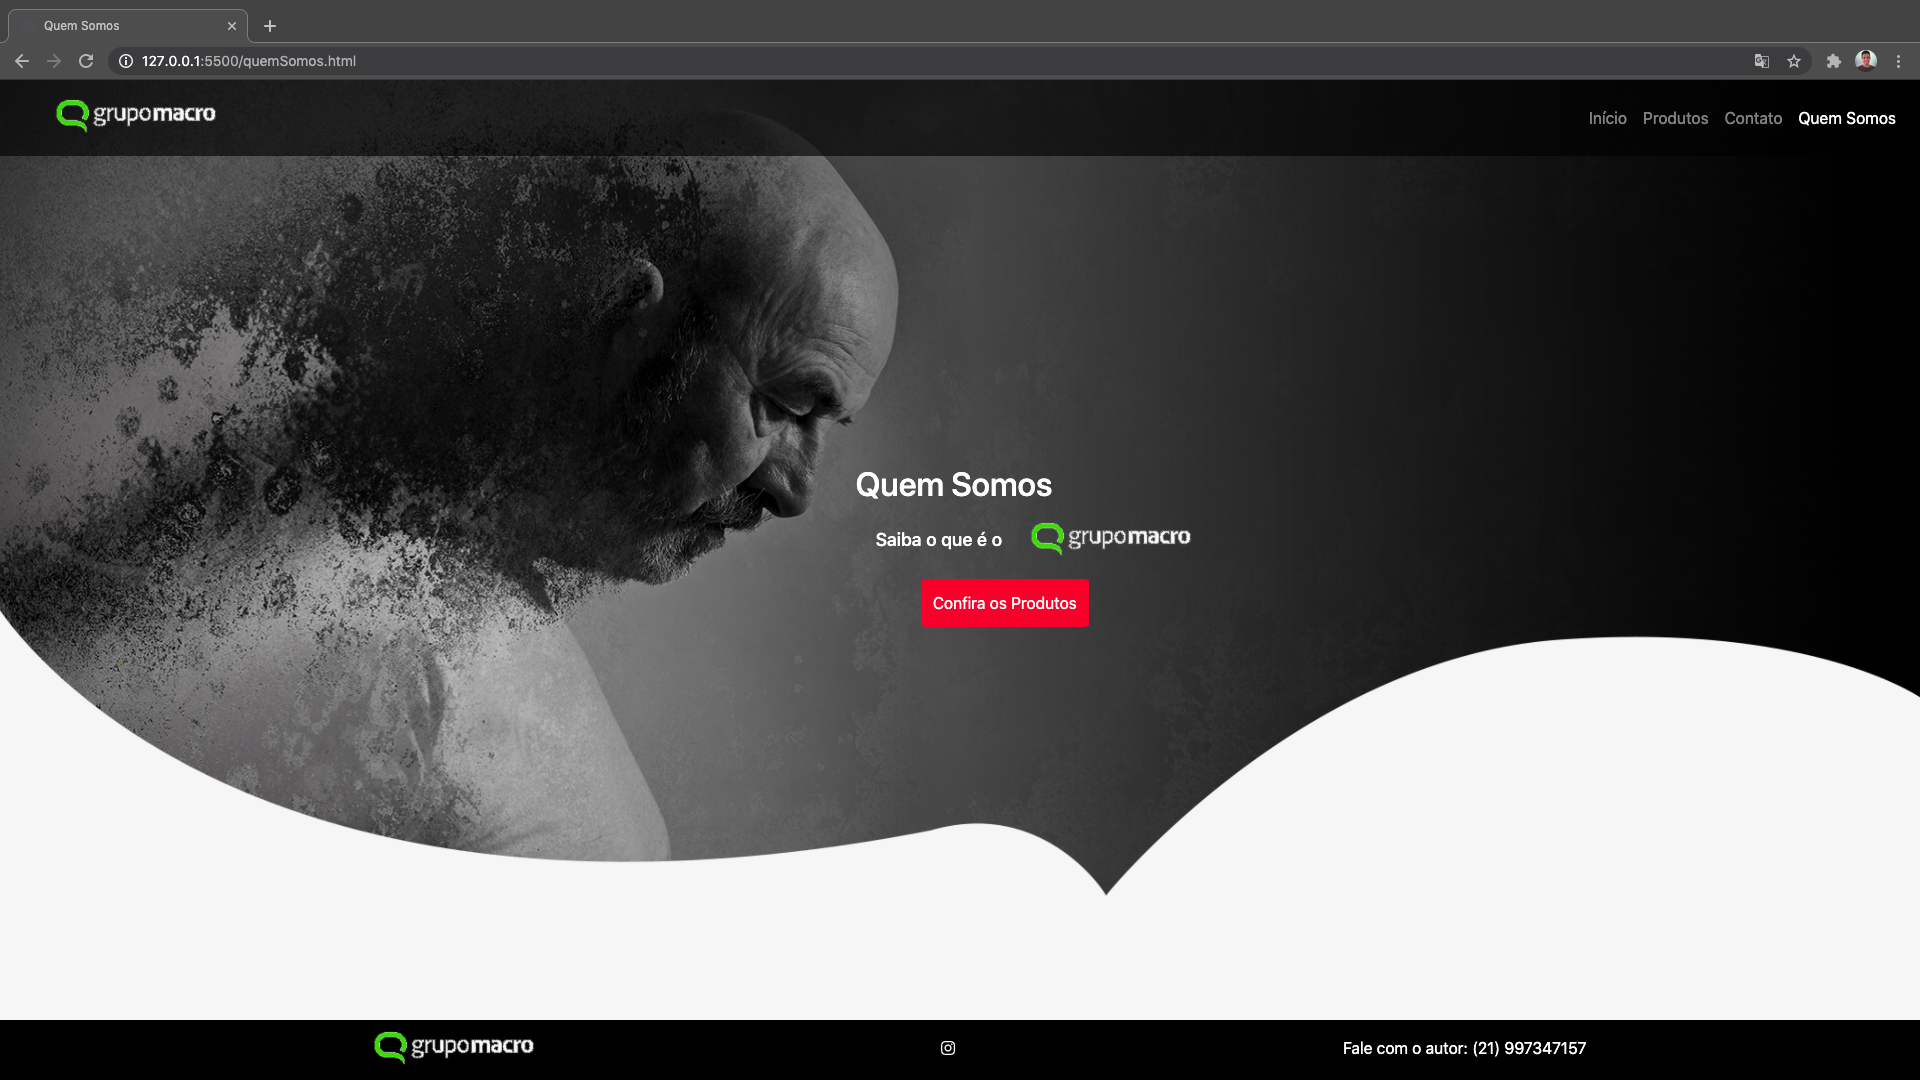 Quem Somos
127.0.0.1:5500/quemSomos.html
grupomacro
Início Produtos Contato Quem Somos
Quem Somos
Saiba o que é o grupomacro
Confira os Produtos
grupomacro
Fale com o autor: (21) 997347157